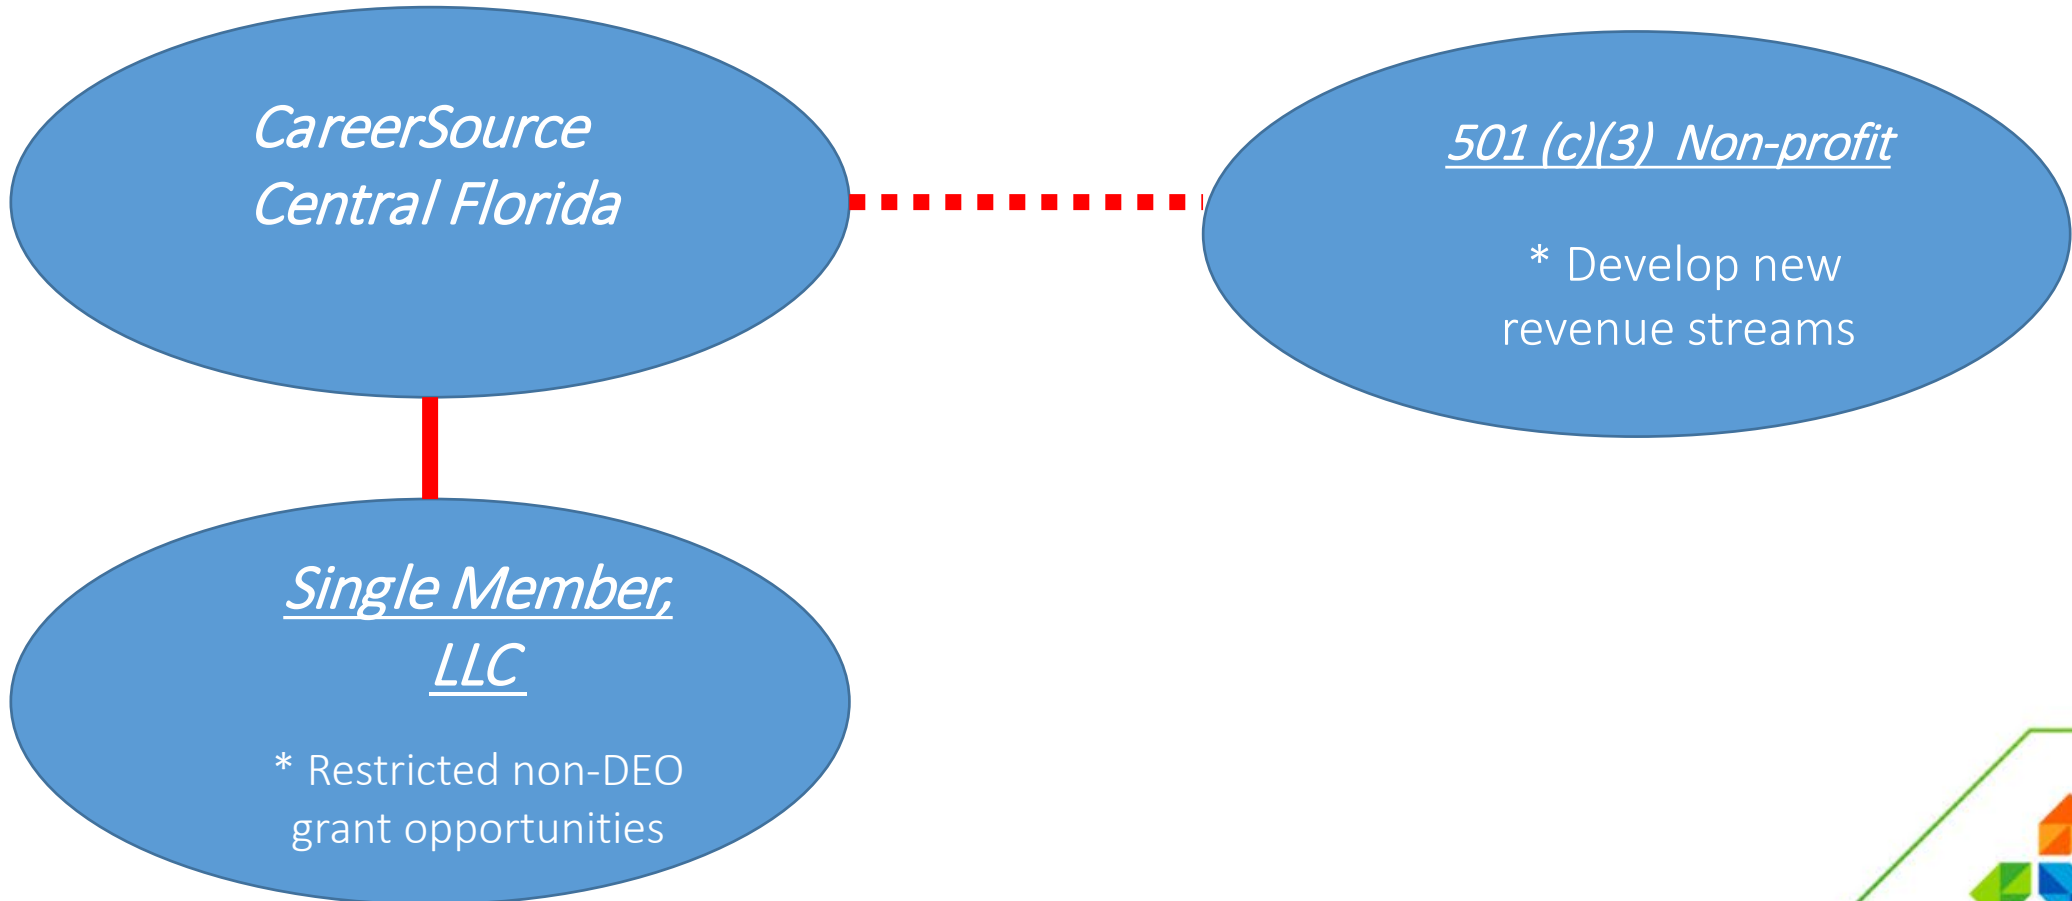 CareerSource
Central Florida
501 (c)(3) Non-profit
* Develop new
revenue streams
Single Member,
LLC
* Restricted non-DEO
grant opportunities